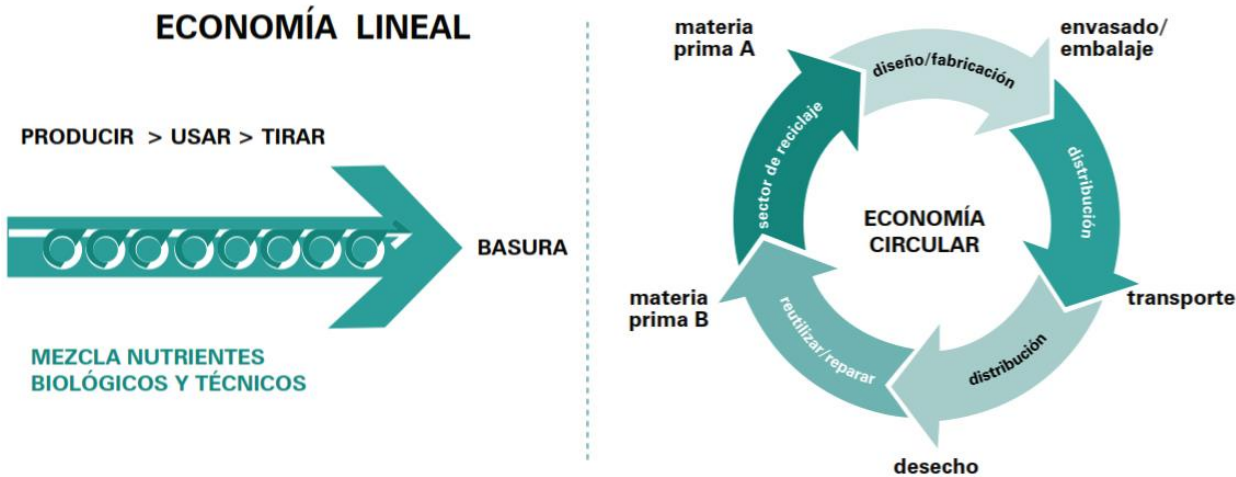 ECONOMÍA LINEAL
PRODUCIR > USAR > TIRAR
BASURA
MEZCLA NUTRIENTES
BIOLÓGICOS Y TÉCNICOS
materia
prima A
diseño/fabricación
envasado/
embalaje
distribución
transporte
distribución
desecho
reutilizar/reparar
materia
prima B
sector de reciclaje
ECONOMÍA
CIRCULAR